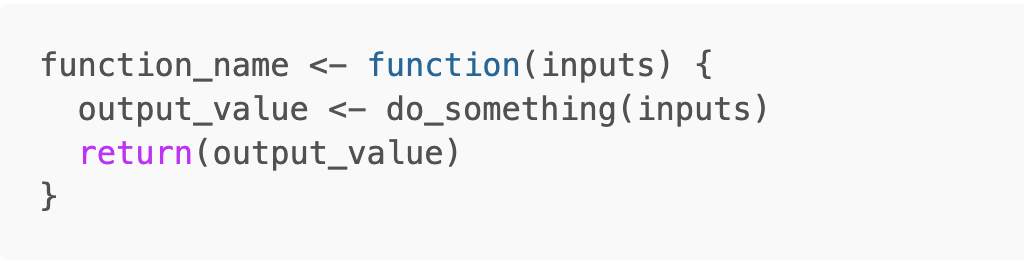 function_name <- function(inputs) {
  output_value <- do_something(inputs)
  return(output_value)
}